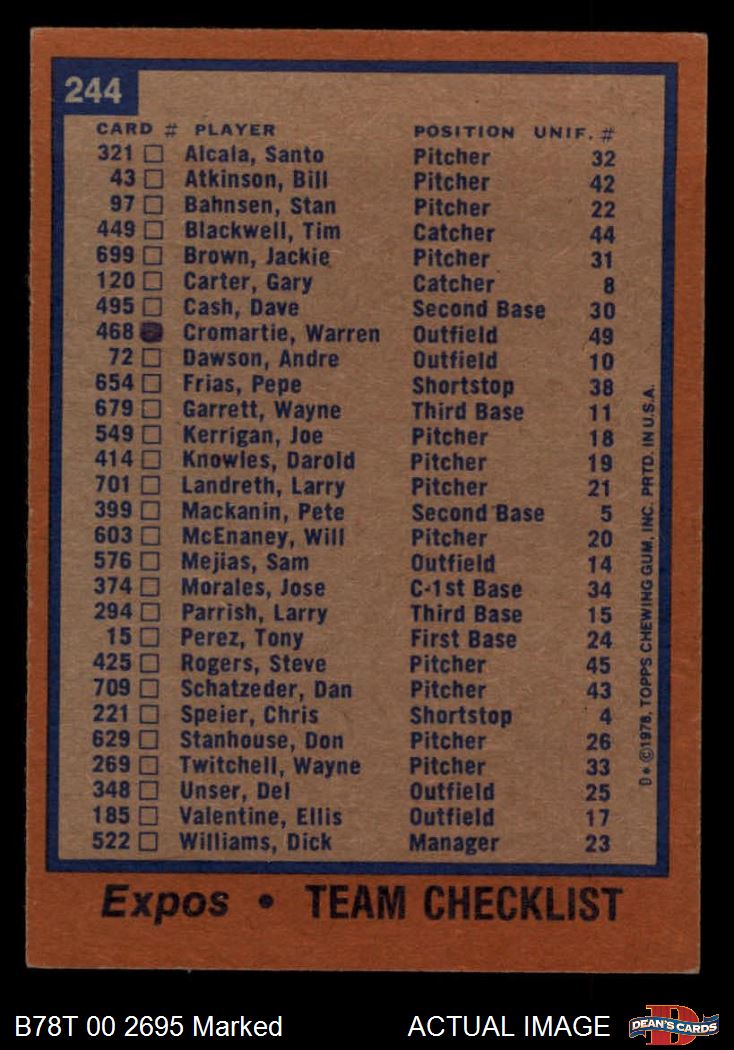 244
CARD # PLAYER POSITION UNIF. #
321 Alcala, Santo Pitcher 32
43 Atkinson, Bill Pitcher 42
97 Bahnsen, Stan Pitcher 22
449 Blackwell, Tim Catcher 44
699 Brown, Jackie Pitcher 31
120 Carter, Gary Catcher 8
495 Cash, Dave Second Base 30
468 Cromartie, Warren Outfield 49
72 Dawson, Andre Outfield 10
654 Frias, Pepe Shortstop 38
679 Garrett, Wayne Third Base 11
549 Kerrigan, Joe Pitcher 18
414 Knowles, Darold Pitcher 19
701 Landreth, Larry Pitcher 21
399 Mackanin, Pete Second Base 5
603 McEnaney, Will Pitcher 20
576 Mejias, Sam Outfield 14
374 Morales, Jose C-1st Base 34
294 Parrish, Larry Third Base 15
15 Perez, Tony First Base 24
425 Rogers, Steve Pitcher 45
709 Schatzeder, Dan Pitcher 43
221 Speier, Chris Shortstop 4
629 Stanhouse, Don Pitcher 26
269 Twitchell, Wayne Pitcher 33
348 Unser, Del Outfield 25
185 Valentine, Ellis Outfield 17
522 Williams, Dick Manager 23
D* ©1978, TOPPS CHEWING GUM, INC. PRTD. IN U.S.A.
Expos • TEAM CHECKLIST
B78T 00 2695 Marked ACTUAL IMAGE
D
DEAN'S CARDS